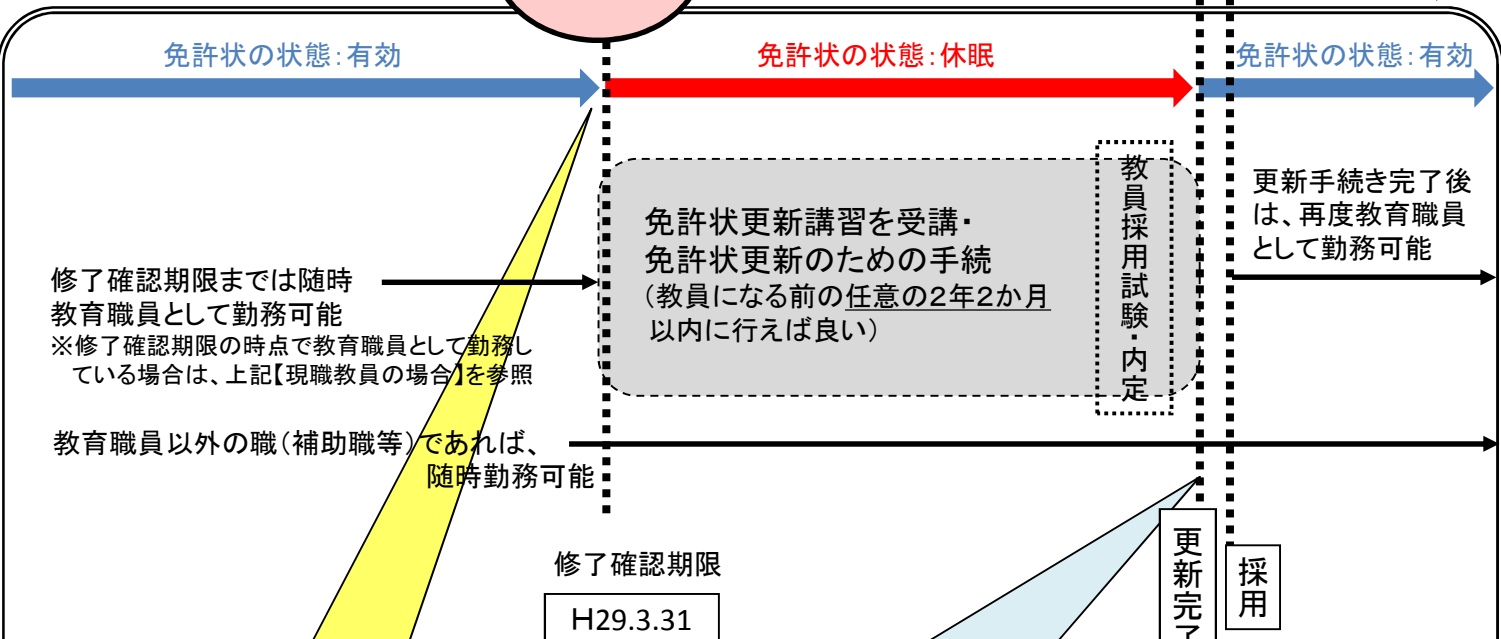 免許状の状態：有効
免許状の状態：休眠
免許状の状態：有効
教員採用試験・内定
更新手続き完了後
は、再度教育職員
として勤務可能
免許状更新講習を受講・
免許状更新のための手続
（教員になる前の任意の２年２か月
以内に行えば良い）
修了確認期限までは随時
教育職員として勤務可能
※修了確認期限の時点で教育職員として勤務し
ている場合は、上記【現職教員の場合】を参照
教育職員以外の職（補助職等）であれば、
随時勤務可能
修了確認期限
H29.3.31
更新完了
採用